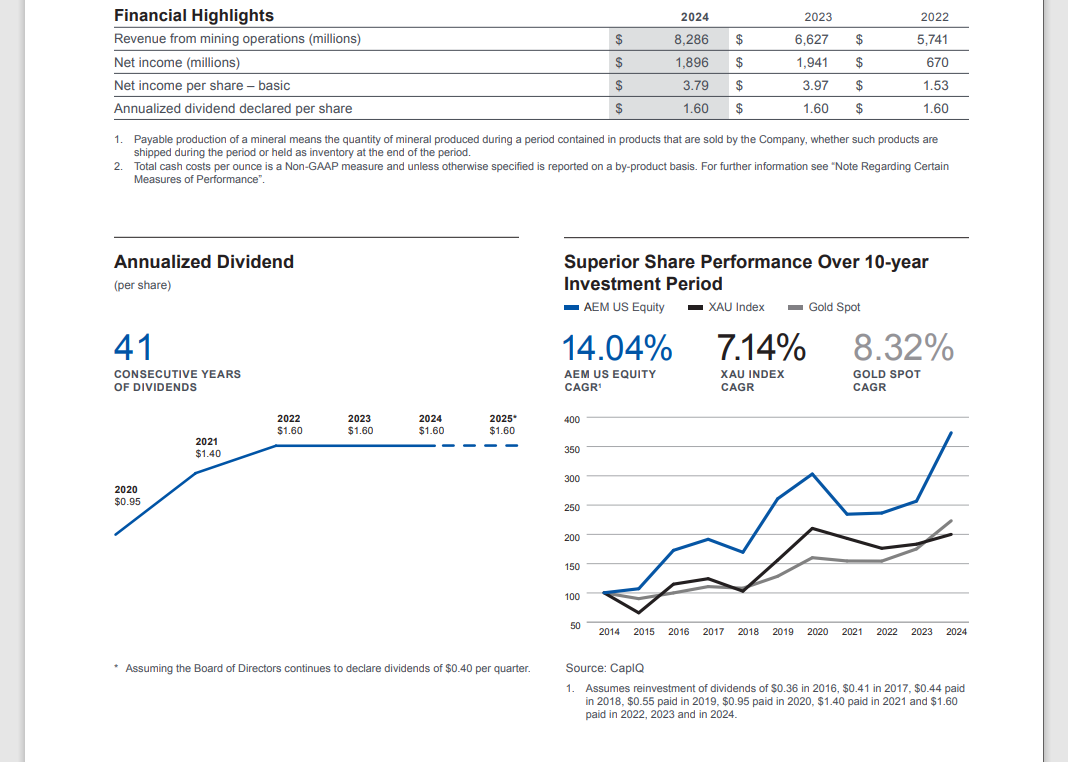 Financial Highlights 2024 2023 2022
Revenue from mining operations (millions) $ 8,286 $ 6,627 $ 5,741
Net income (millions) $ 1,896 $ 1,941 $ 670
Net income per share – basic $ 3.79 $ 3.97 $ 1.53
Annualized dividend declared per share $ 1.60 $ 1.60 $ 1.60
1. Payable production of a mineral means the quantity of mineral produced during a period contained in products that are sold by the Company, whether such products are
shipped during the period or held as inventory at the end of the period.
2. Total cash costs per ounce is a Non-GAAP measure and unless otherwise specified is reported on a by-product basis. For further information see “Note Regarding Certain
Measures of Performance”.
Annualized Dividend
(per share)
41
CONSECUTIVE YEARS
OF DIVIDENDS
2020
$0.95
2021
$1.40
2022
$1.60
2023
$1.60
2024
$1.60
2025*
$1.60
* Assuming the Board of Directors continues to declare dividends of $0.40 per quarter.
Superior Share Performance Over 10-year
Investment Period
AEM US Equity XAU Index Gold Spot
14.04% 7.14% 8.32%
AEM US EQUITY XAU INDEX GOLD SPOT
CAGR¹ CAGR CAGR
400
350
300
250
200
150
100
50
2014 2015 2016 2017 2018 2019 2020 2021 2022 2023 2024
Source: CapIQ
1. Assumes reinvestment of dividends of $0.36 in 2016, $0.41 in 2017, $0.44 paid
in 2018, $0.55 paid in 2019, $0.95 paid in 2020, $1.40 paid in 2021 and $1.60
paid in 2022, 2023 and in 2024.